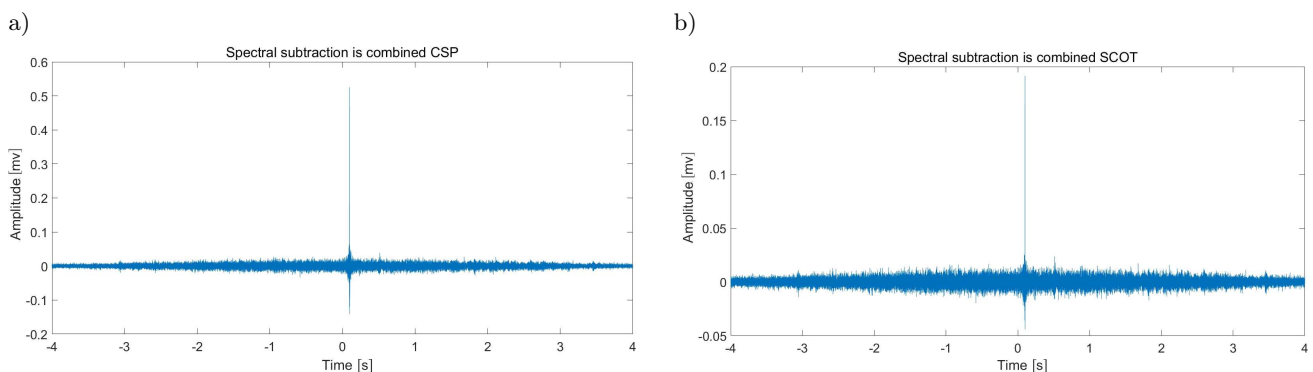 a)
Spectral subtraction is combined CSP
0.6
0.5
0.4
0.3
0.2
0.1
0
-0.1
-0.2
Amplitude [mv]
-4 -3 -2 -1 0 1 2 3 4
Time [s]
b)
Spectral subtraction is combined SCOT
0.2
0.15
0.1
0.05
0
-0.05
Amplitude [mv]
-4 -3 -2 -1 0 1 2 3 4
Time [s]